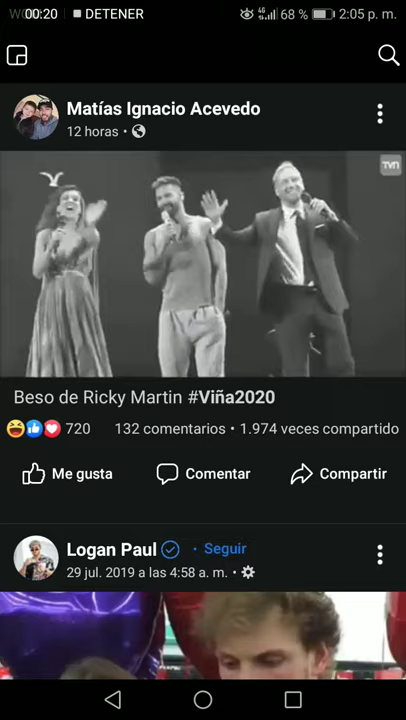 00:20 DETENER 4G 68 % 2:05 p. m.
Matías Ignacio Acevedo
12 horas •
TVN
Beso de Ricky Martin #Viña2020
720 132 comentarios • 1.974 veces compartido
Me gusta Comentar Compartir
Logan Paul • Seguir
29 jul. 2019 a las 4:58 a. m. •